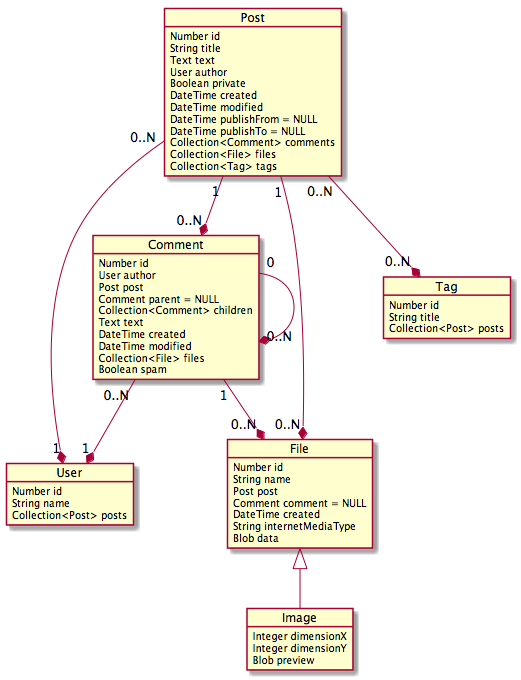 Post
Number id
String title
Text text
User author
Boolean private
DateTime created
DateTime modified
DateTime publishFrom = NULL
DateTime publishTo = NULL
Collection<Comment> comments
Collection<File> files
Collection<Tag> tags
0..N
1
1
0..N
0..N
Comment
Number id
User author
Post post
Comment parent = NULL
Collection<Comment> children
Text text
DateTime created
DateTime modified
Collection<File> files
Boolean spam
0
0..N
0..N
Tag
Number id
String title
Collection<Post> posts
0..N
1
0..N
0..N
1
1
User
Number id
String name
Collection<Post> posts
File
Number id
String name
Post post
Comment comment = NULL
DateTime created
String internetMediaType
Blob data
Image
Integer dimensionX
Integer dimensionY
Blob preview